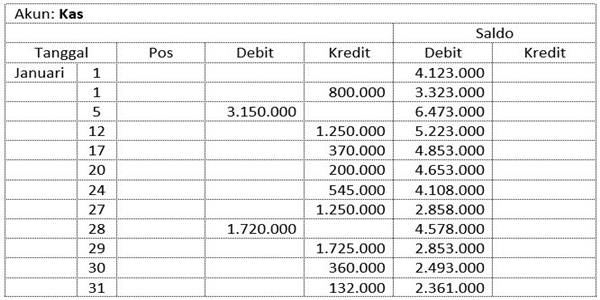 Akun: Kas
Saldo
Tanggal Pos Debit Kredit Debit Kredit
Januari 1 4.123.000
1 800.000 3.323.000
5 3.150.000 6.473.000
12 1.250.000 5.223.000
17 370.000 4.853.000
20 200.000 4.653.000
24 545.000 4.108.000
27 1.250.000 2.858.000
28 1.720.000 4.578.000
29 1.725.000 2.853.000
30 360.000 2.493.000
31 132.000 2.361.000